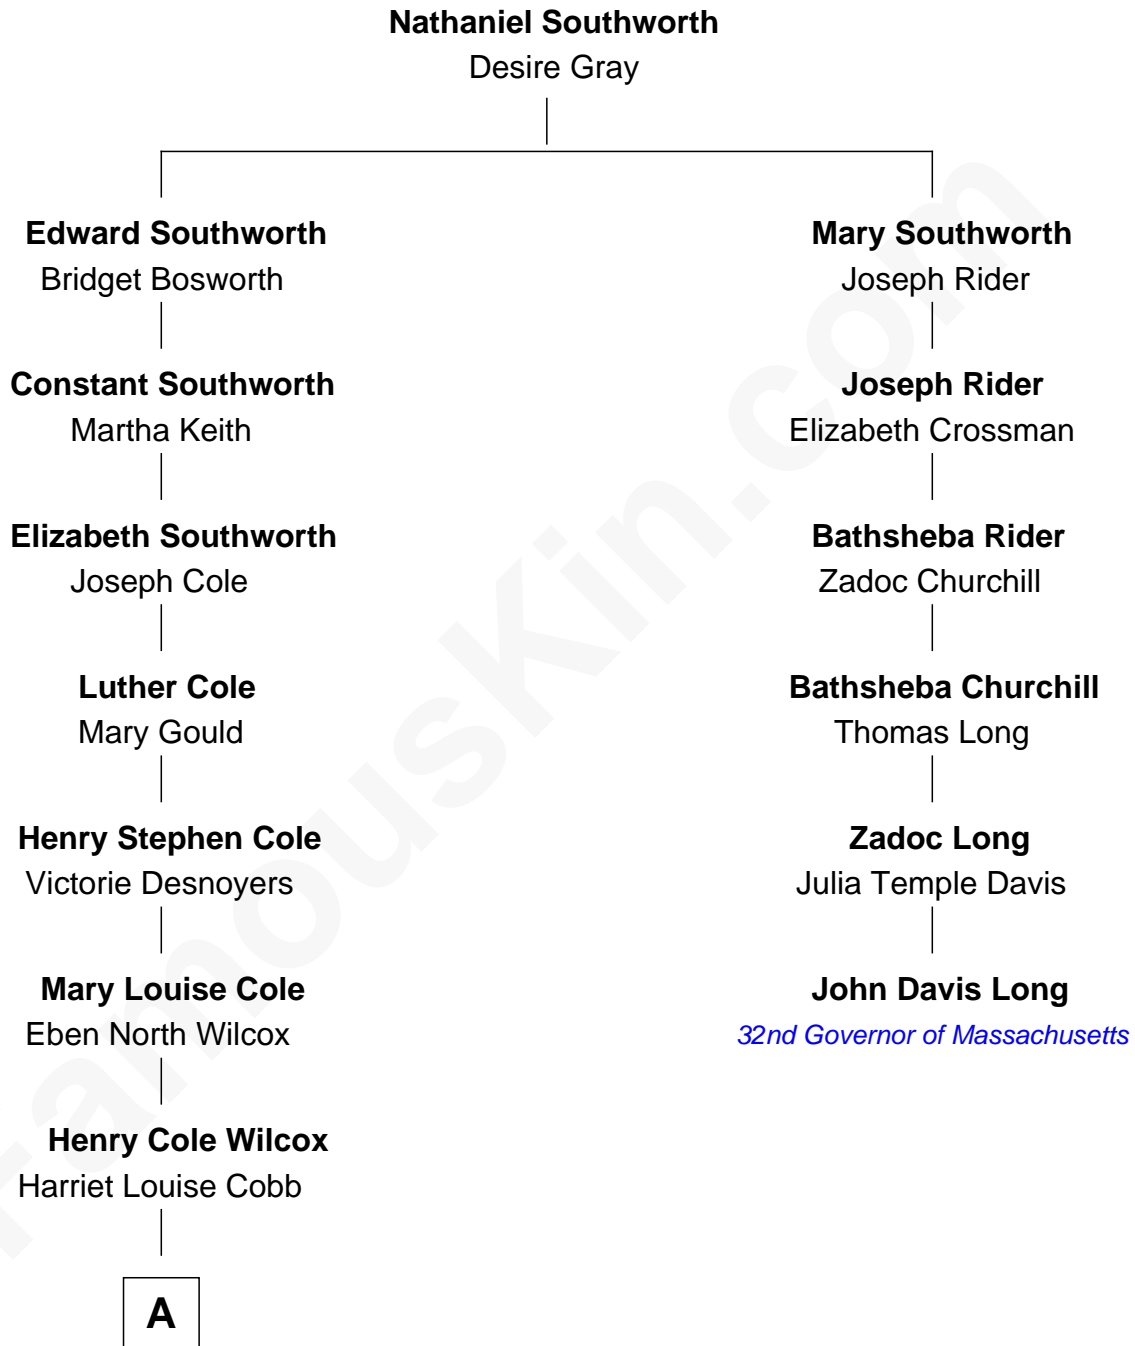 Nathaniel Southworth
Desire Gray
Edward Southworth
Bridget Bosworth
Mary Southworth
Joseph Rider
Constant Southworth
Martha Keith
Joseph Rider
Elizabeth Crossman
Elizabeth Southworth
Joseph Cole
Bathsheba Rider
Zadoc Churchill
Luther Cole
Mary Gould
Bathsheba Churchill
Thomas Long
Henry Stephen Cole
Victorie Desnoyers
Zadoc Long
Julia Temple Davis
Mary Louise Cole
Eben North Wilcox
John Davis Long
32nd Governor of Massachusetts
Henry Cole Wilcox
Harriet Louise Cobb
A
FamousKin.com